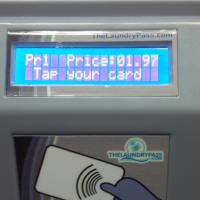 TheLaundryPass.com
Pr1 Price:01.97
Tap your card
THELAUNDRYPASS